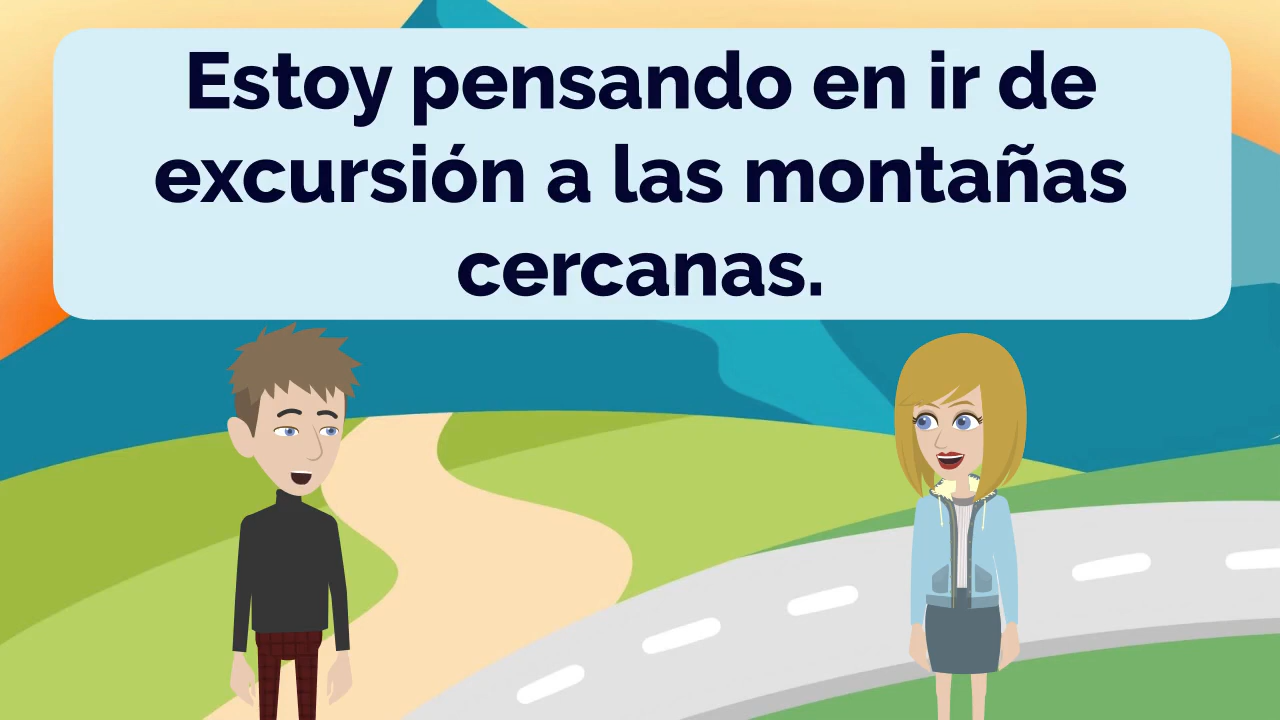 Estoy pensando en ir de
excursión a las montañas
cercanas.